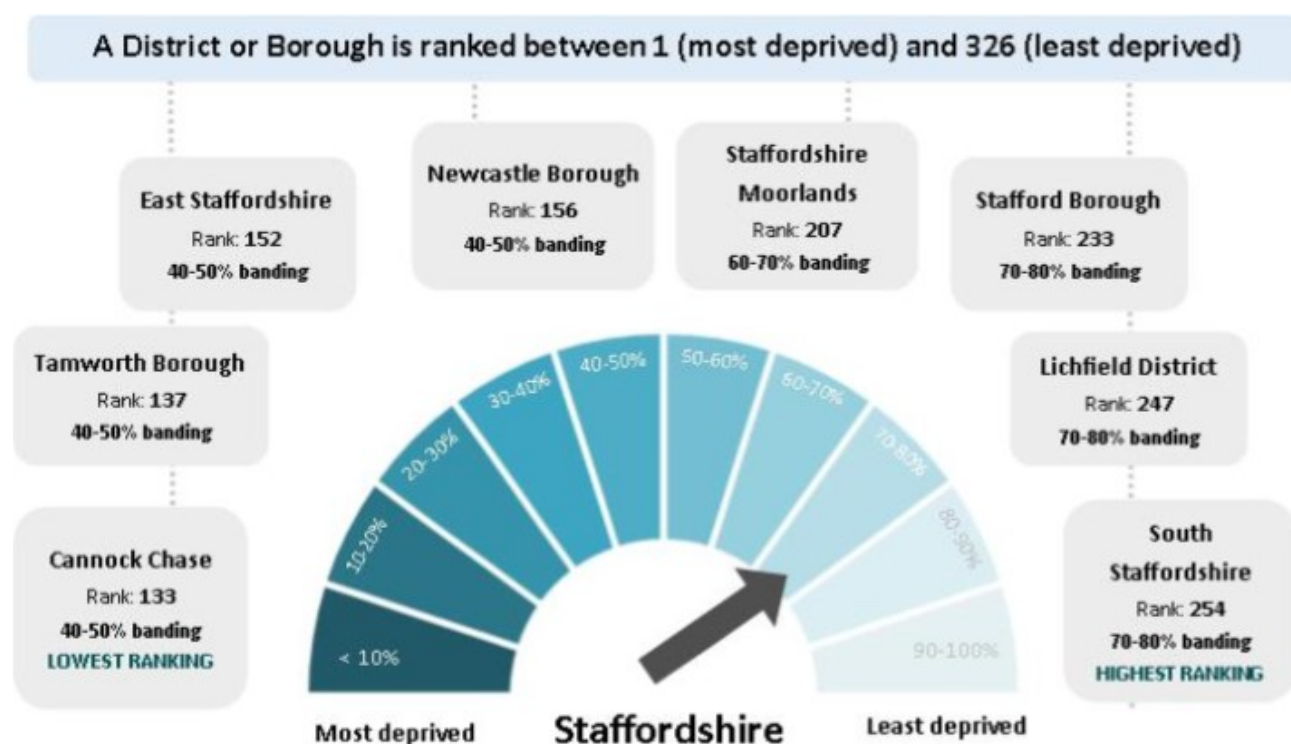 A District or Borough is ranked between 1 (most deprived) and 326 (least deprived)
East Staffordshire
Rank: 152
40-50% banding
Newcastle Borough
Rank: 156
40-50% banding
Staffordshire
Moorlands
Rank: 207
60-70% banding
Stafford Borough
Rank: 233
70-80% banding
Tamworth Borough
Rank: 137
40-50% banding
Lichfield District
Rank: 247
70-80% banding
Cannock Chase
Rank: 133
40-50% banding
LOWEST RANKING
South
Staffordshire
Rank: 254
70-80% banding
HIGHEST RANKING
< 10%
10-20%
20-30%
30-40%
40-50%
50-60%
60-70%
70-80%
80-90%
90-100%
Most deprived
Staffordshire
Least deprived